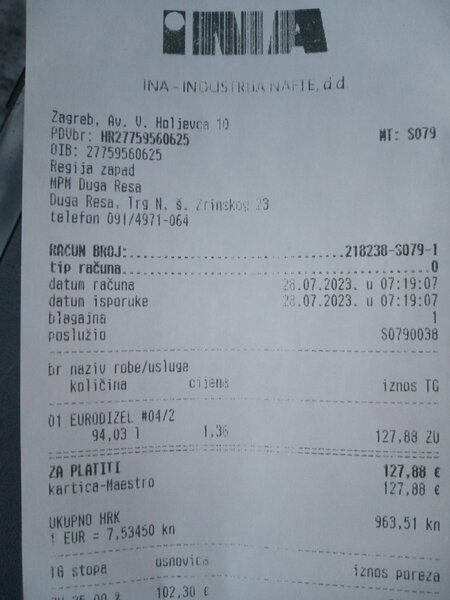 INA
INA - INDUSTRIJA NAFTE, d.d.
Zagreb, Av. V. Holjevca 10
PDVbr: HR27759560625 MT: S079
OIB: 27759560625
Regija zapad
MPM Duga Resa
Duga Resa, Trg N. š. Zrinskog 23
telefon 091/4971-064
RAČUN BROJ:.......................218238-S079-1
tip računa...................................0
datum računa 28.07.2023. u 07:19:07
datum isporuke 28.07.2023. u 07:19:07
blagajna 1
poslužio S0790038
br naziv robe/usluge
količina cijena iznos TG
01 EURODIZEL #04/2
94,03 l 1,36 127,88 ZU
ZA PLATITI 127,88 €
kartica-Maestro 127,88 €
UKUPNO HRK 963,51 kn
1 EUR = 7,53450 kn
TG stopa osnovica iznos poreza
25,00 % 102,30 €